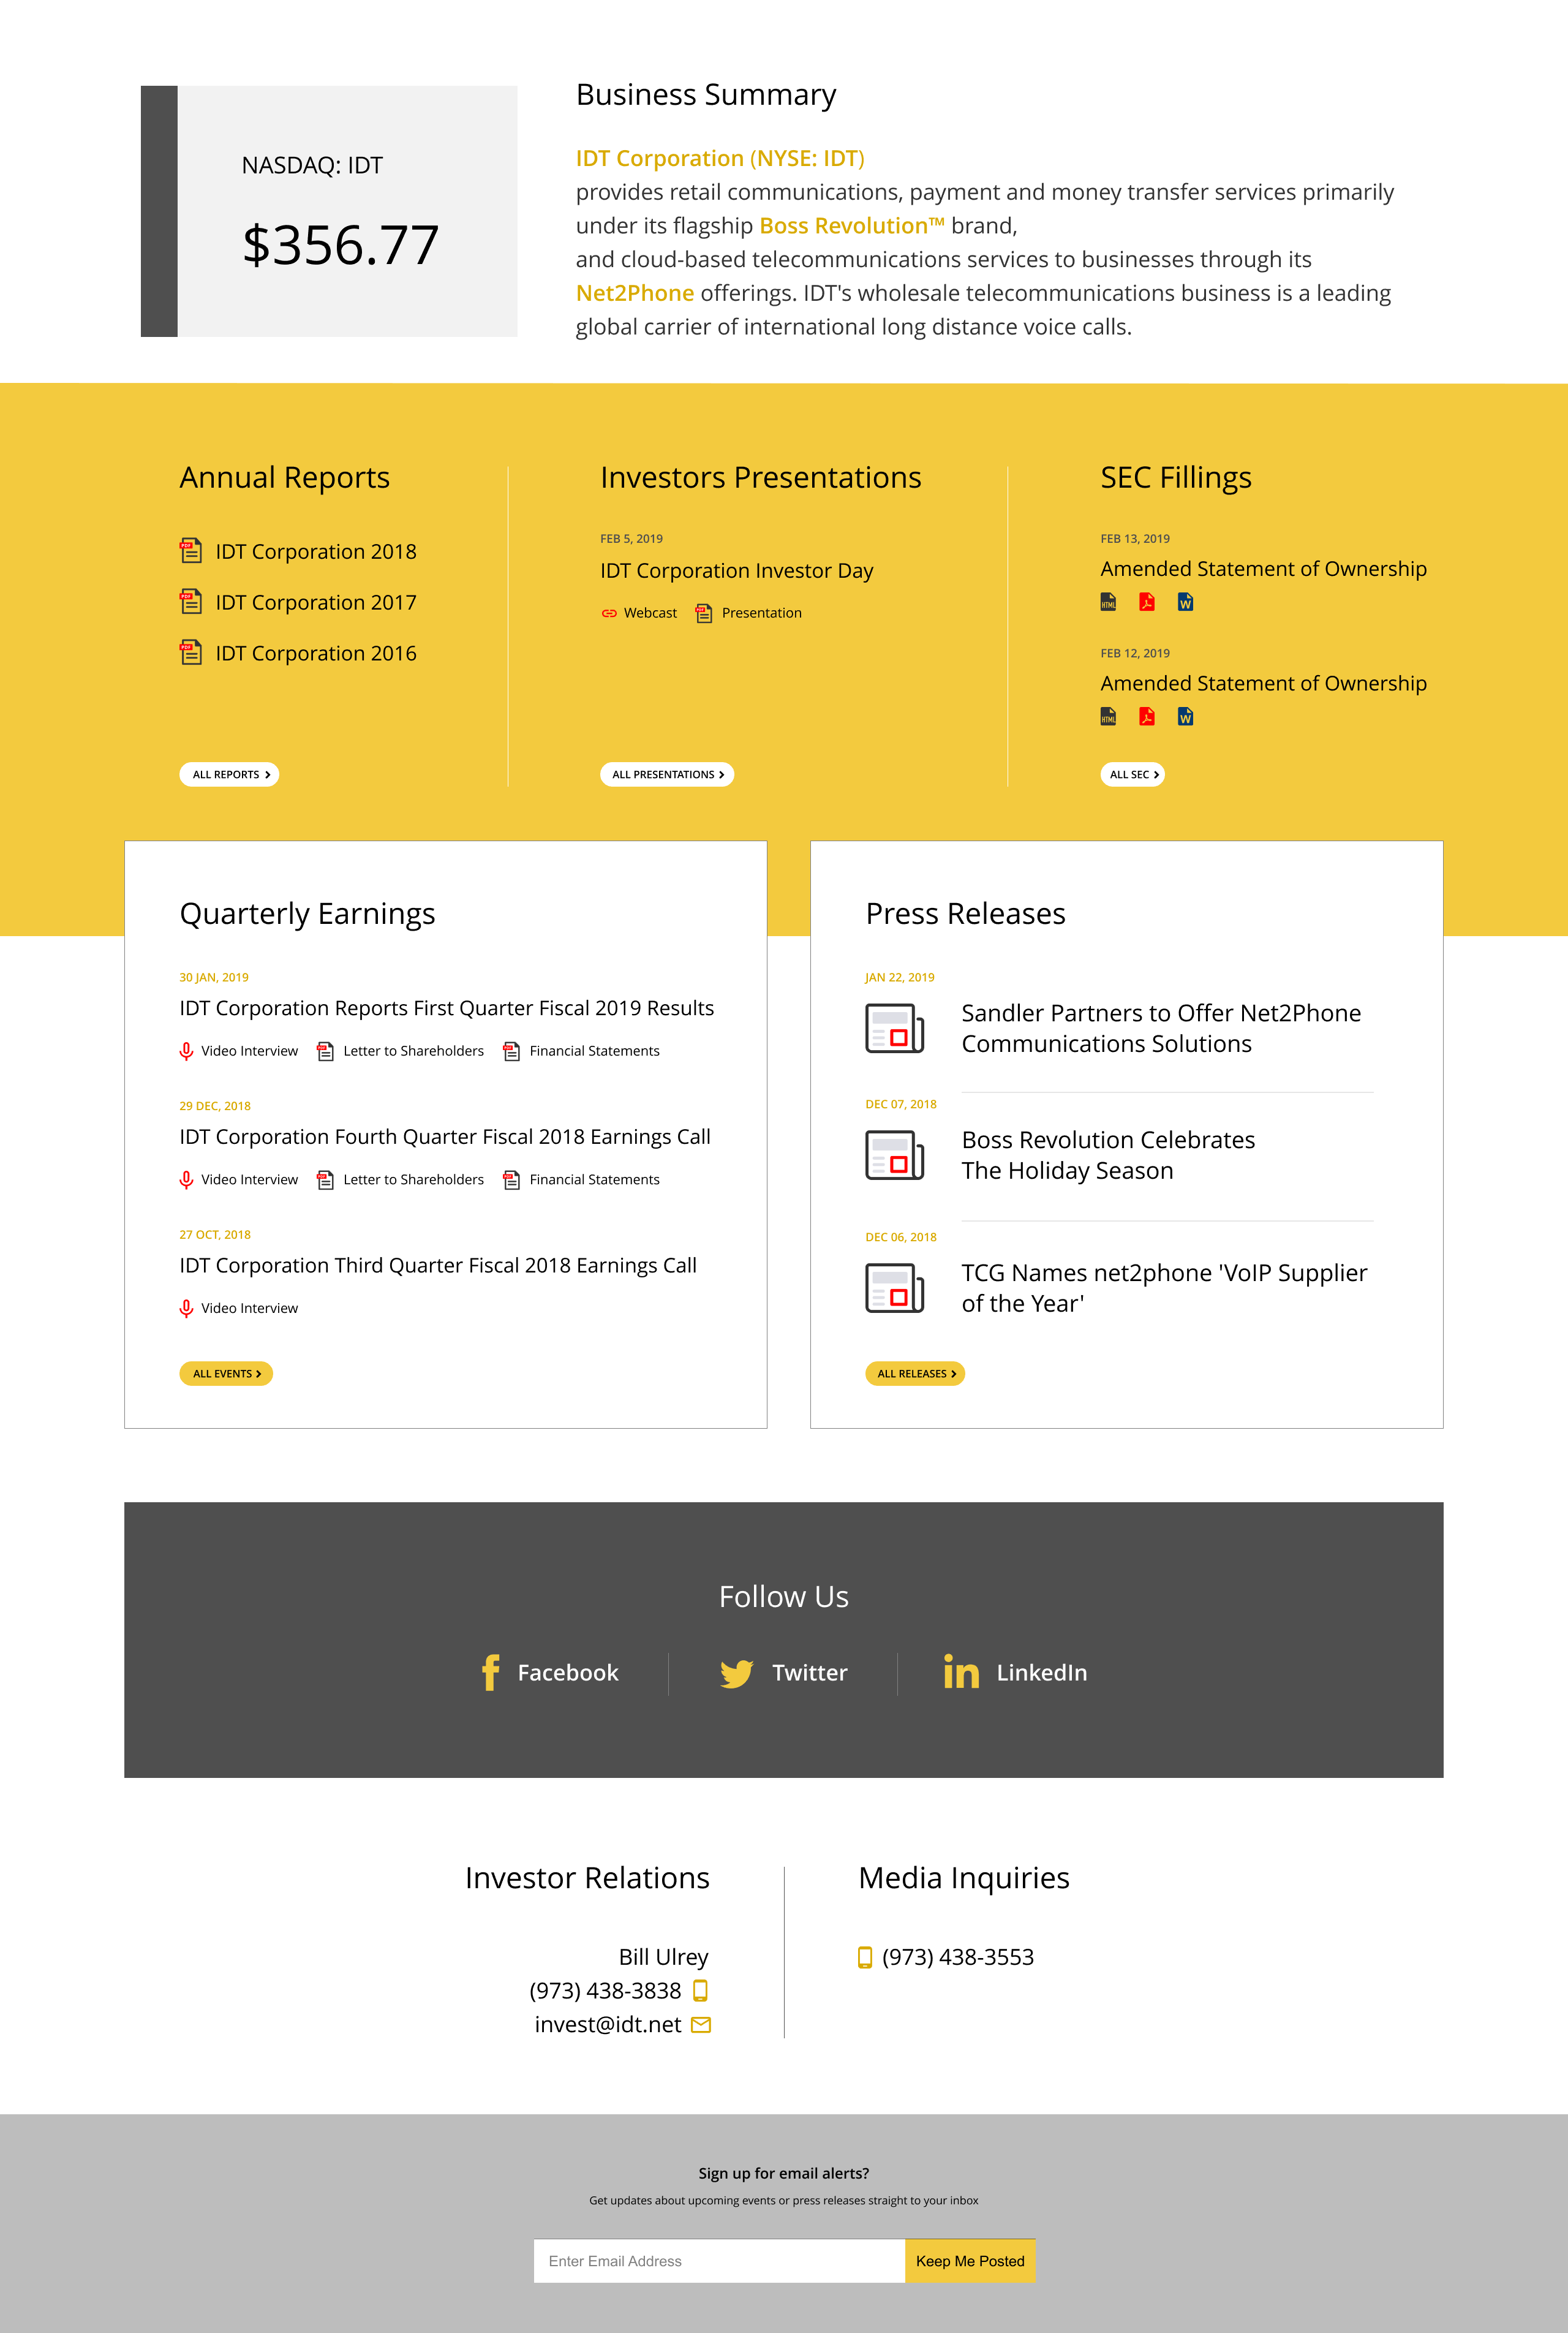 NASDAQ: IDT
$356.77
Business Summary
IDT Corporation (NYSE: IDT)
provides retail communications, payment and money transfer services primarily
under its flagship Boss Revolution™ brand,
and cloud-based telecommunications services to businesses through its
Net2Phone offerings. IDT's wholesale telecommunications business is a leading
global carrier of international long distance voice calls.
Annual Reports
PDF IDT Corporation 2018
PDF IDT Corporation 2017
PDF IDT Corporation 2016
ALL REPORTS
Investors Presentations
FEB 5, 2019
IDT Corporation Investor Day
Webcast PDF Presentation
ALL PRESENTATIONS
SEC Fillings
FEB 13, 2019
Amended Statement of Ownership
HTML W
FEB 12, 2019
Amended Statement of Ownership
HTML W
ALL SEC
Quarterly Earnings
30 JAN, 2019
IDT Corporation Reports First Quarter Fiscal 2019 Results
Video Interview PDF Letter to Shareholders PDF Financial Statements
29 DEC, 2018
IDT Corporation Fourth Quarter Fiscal 2018 Earnings Call
Video Interview PDF Letter to Shareholders PDF Financial Statements
27 OCT, 2018
IDT Corporation Third Quarter Fiscal 2018 Earnings Call
Video Interview
ALL EVENTS
Press Releases
JAN 22, 2019
Sandler Partners to Offer Net2Phone
Communications Solutions
DEC 07, 2018
Boss Revolution Celebrates
The Holiday Season
DEC 06, 2018
TCG Names net2phone 'VoIP Supplier
of the Year'
ALL RELEASES
Follow Us
f Facebook
Twitter
in LinkedIn
Investor Relations
Bill Ulrey
(973) 438-3838
invest@idt.net
Media Inquiries
(973) 438-3553
Sign up for email alerts?
Get updates about upcoming events or press releases straight to your inbox
Enter Email Address
Keep Me Posted